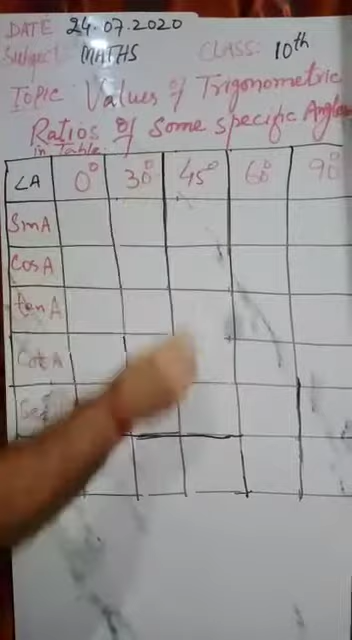 DATE 24.07.2020
Subject MATHS CLASS: 10th
Topic Values of Trigonometric
Ratios of Some specific Angles
in Table
∠A 0° 30° 45° 60° 90°
SinA
CosA
tanA
Cot A